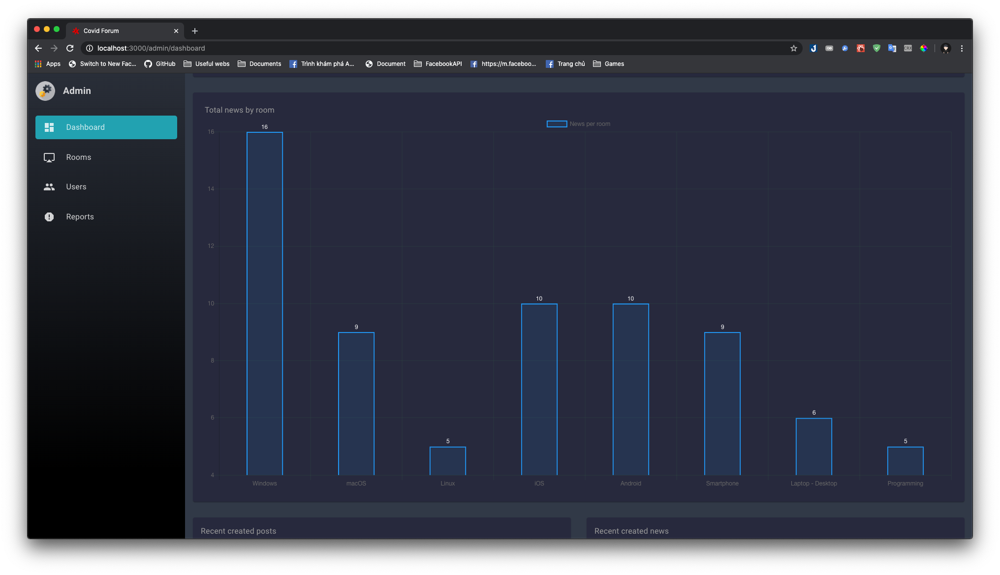 Covid Forum
localhost:3000/admin/dashboard
Apps Switch to New Fac... GitHub Useful webs Documents Trình khám phá A... Document FacebookAPI https://m.faceboo... Trang chủ Games
Admin
Dashboard
Rooms
Users
Reports
Total news by room
News per room
16
14
12
10
8
6
4
16
9
5
10
10
9
6
5
Windows macOS Linux iOS Android Smartphone Laptop - Desktop Programming
Recent created posts
Recent created news